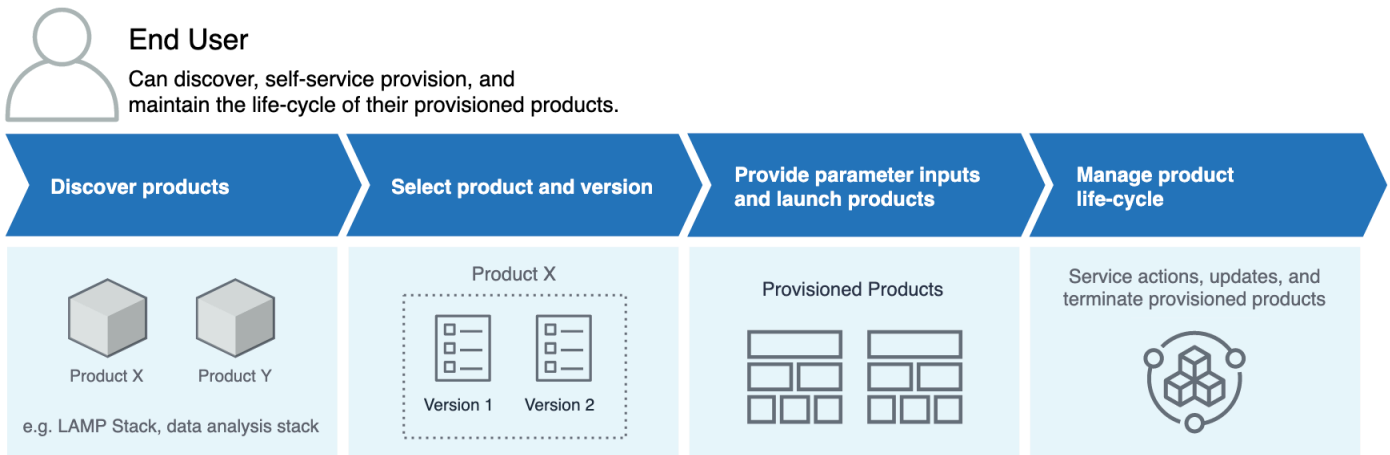 End User
Can discover, self-service provision, and
maintain the life-cycle of their provisioned products.
Discover products
Select product and version
Provide parameter inputs
and launch products
Manage product
life-cycle
Product X
Product Y
e.g. LAMP Stack, data analysis stack
Product X
Version 1
Version 2
Provisioned Products
Service actions, updates, and
terminate provisioned products